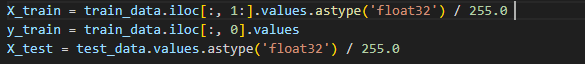 X_train = train_data.iloc[:, 1:].values.astype('float32') / 255.0
y_train = train_data.iloc[:, 0].values
X_test = test_data.values.astype('float32') / 255.0